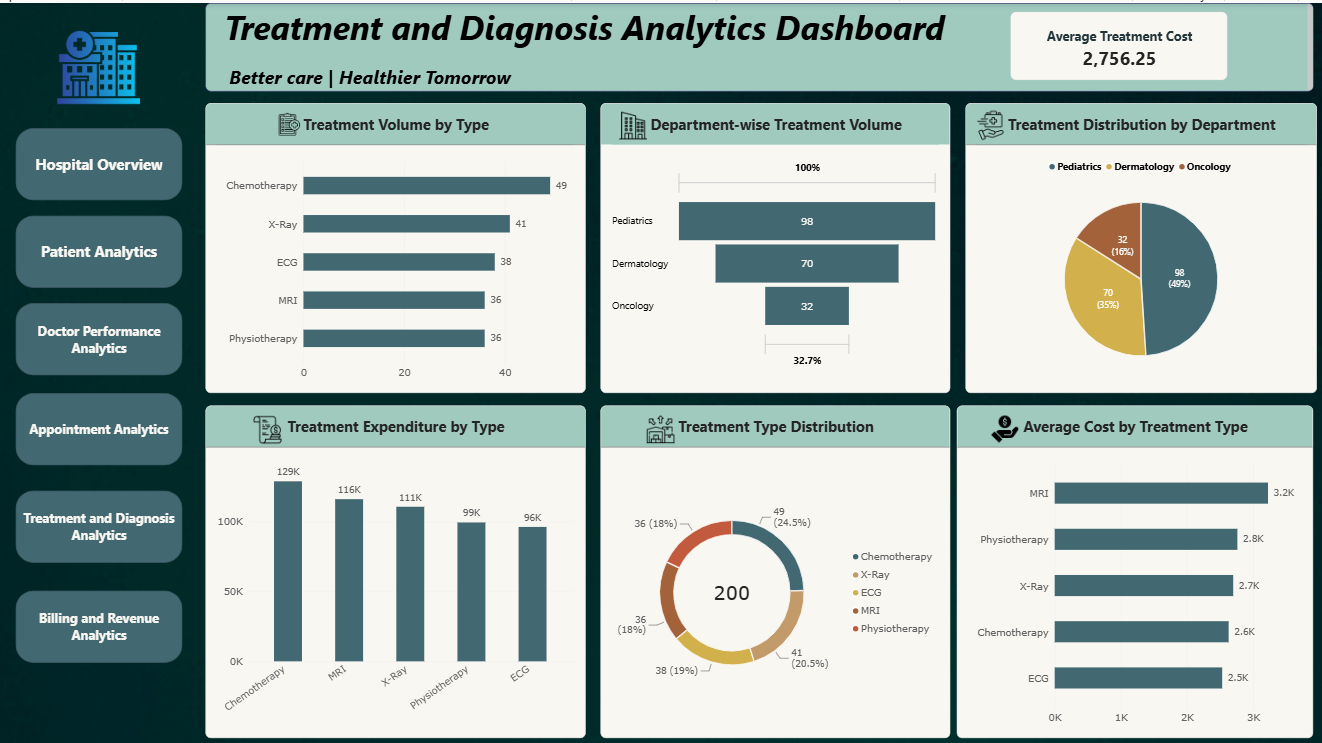 Treatment and Diagnosis Analytics Dashboard
Better care | Healthier Tomorrow
Average Treatment Cost
2,756.25
Hospital Overview
Patient Analytics
Doctor Performance
Analytics
Appointment Analytics
Treatment and Diagnosis
Analytics
Billing and Revenue
Analytics
Treatment Volume by Type
Chemotherapy 49
X-Ray 41
ECG 38
MRI 36
Physiotherapy 36
0 20 40
Department-wise Treatment Volume
100%
Pediatrics 98
Dermatology 70
Oncology 32
32.7%
Treatment Distribution by Department
Pediatrics Dermatology Oncology
32
(16%)
98
(49%)
70
(35%)
Treatment Expenditure by Type
129K
116K
111K
99K
96K
100K
50K
0K
Chemotherapy
MRI
X-Ray
Physiotherapy
ECG
Treatment Type Distribution
49
(24.5%)
36 (18%)
200
36
(18%)
38 (19%)
41
(20.5%)
Chemotherapy
X-Ray
ECG
MRI
Physiotherapy
Average Cost by Treatment Type
MRI 3.2K
Physiotherapy 2.8K
X-Ray 2.7K
Chemotherapy 2.6K
ECG 2.5K
0K 1K 2K 3K